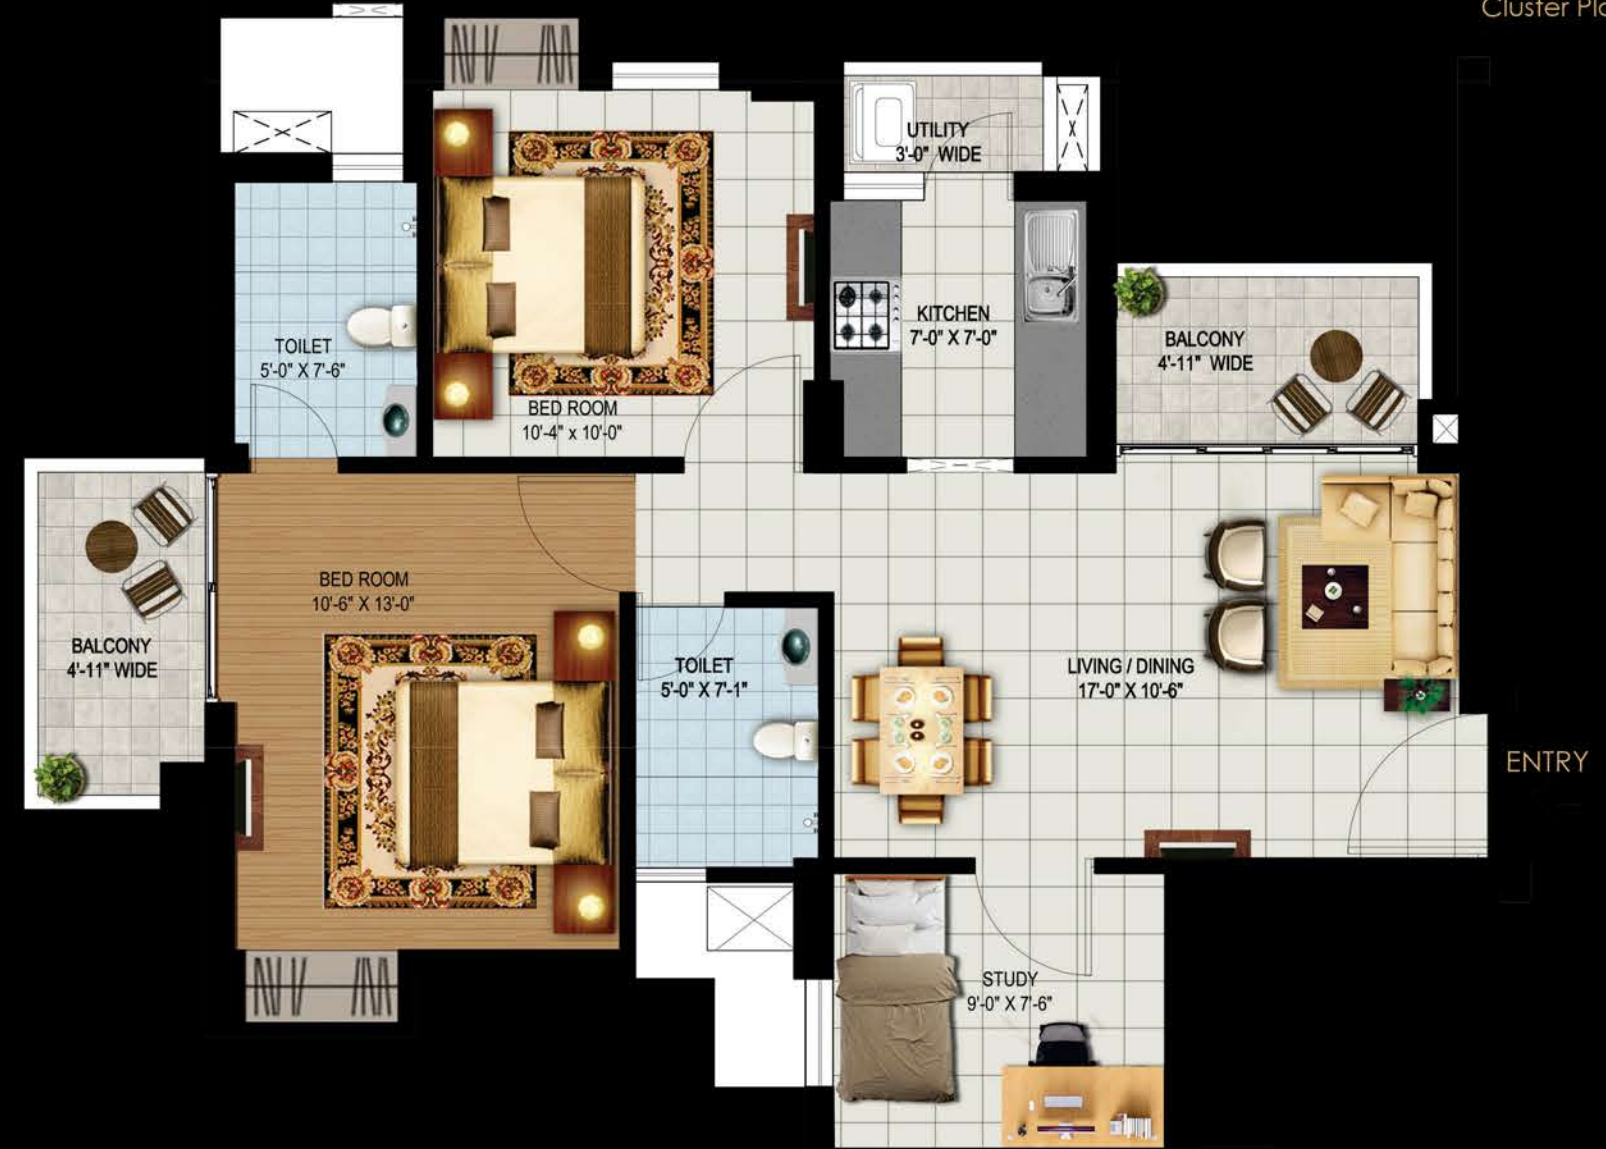 Cluster Pla
UTILITY
3'-0" WIDE
KITCHEN
7'-0" X 7'-0"
BALCONY
4'-11" WIDE
TOILET
5'-0" X 7'-6"
BED ROOM
10'-4" x 10'-0"
BED ROOM
10'-6" X 13'-0"
BALCONY
4'-11" WIDE
TOILET
5'-0" X 7'-1"
LIVING / DINING
17'-0" X 10'-6"
ENTRY
STUDY
9'-0" X 7'-6"